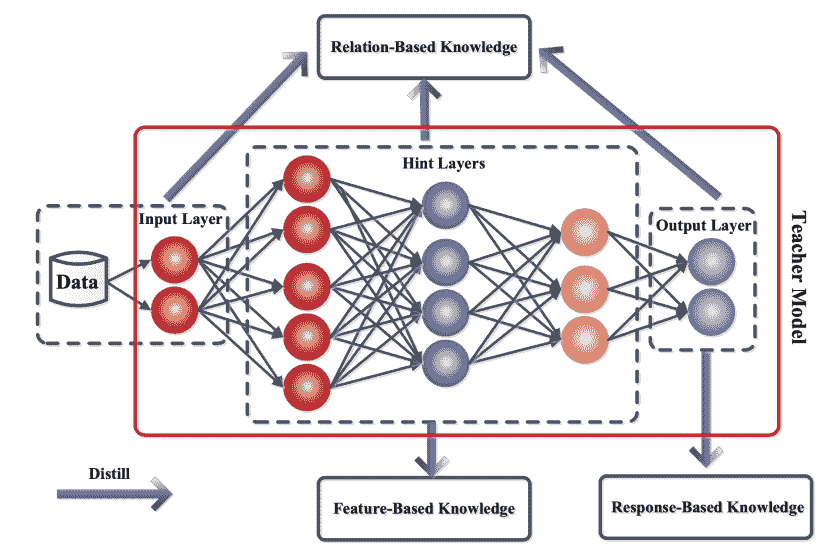 Relation-Based Knowledge
Hint Layers
Input Layer
Output Layer
Data
Teacher Model
Distill
Feature-Based Knowledge
Response-Based Knowledge